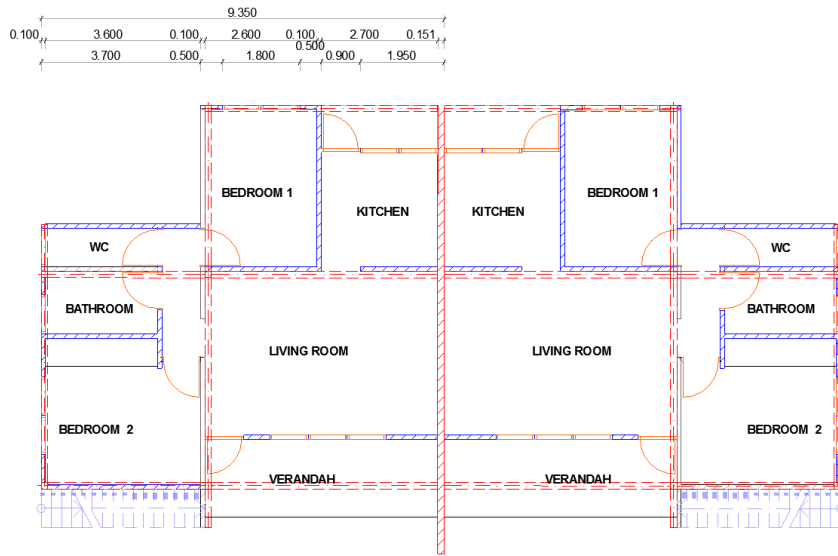 9.350
0.100 3.600 0.100 2.600 0.100 2.700 0.151
0.500
3.700 0.500 1.800 0.900 1.950
BEDROOM 1 BEDROOM 1
KITCHEN KITCHEN
WC WC
BATHROOM BATHROOM
LIVING ROOM LIVING ROOM
BEDROOM 2 BEDROOM 2
VERANDAH VERANDAH